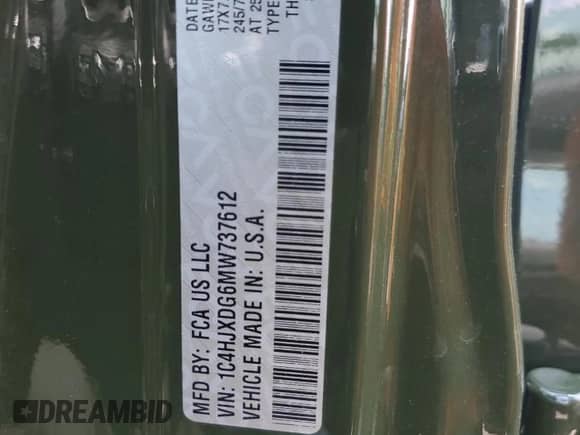 DATE
GAW
17X7.
245/7
AT 25
TYPE
TH
MFD BY: FCA US LLC
VIN: 1C4HJXDG6MW737612
VEHICLE MADE IN: U.S.A.
DREAMBID